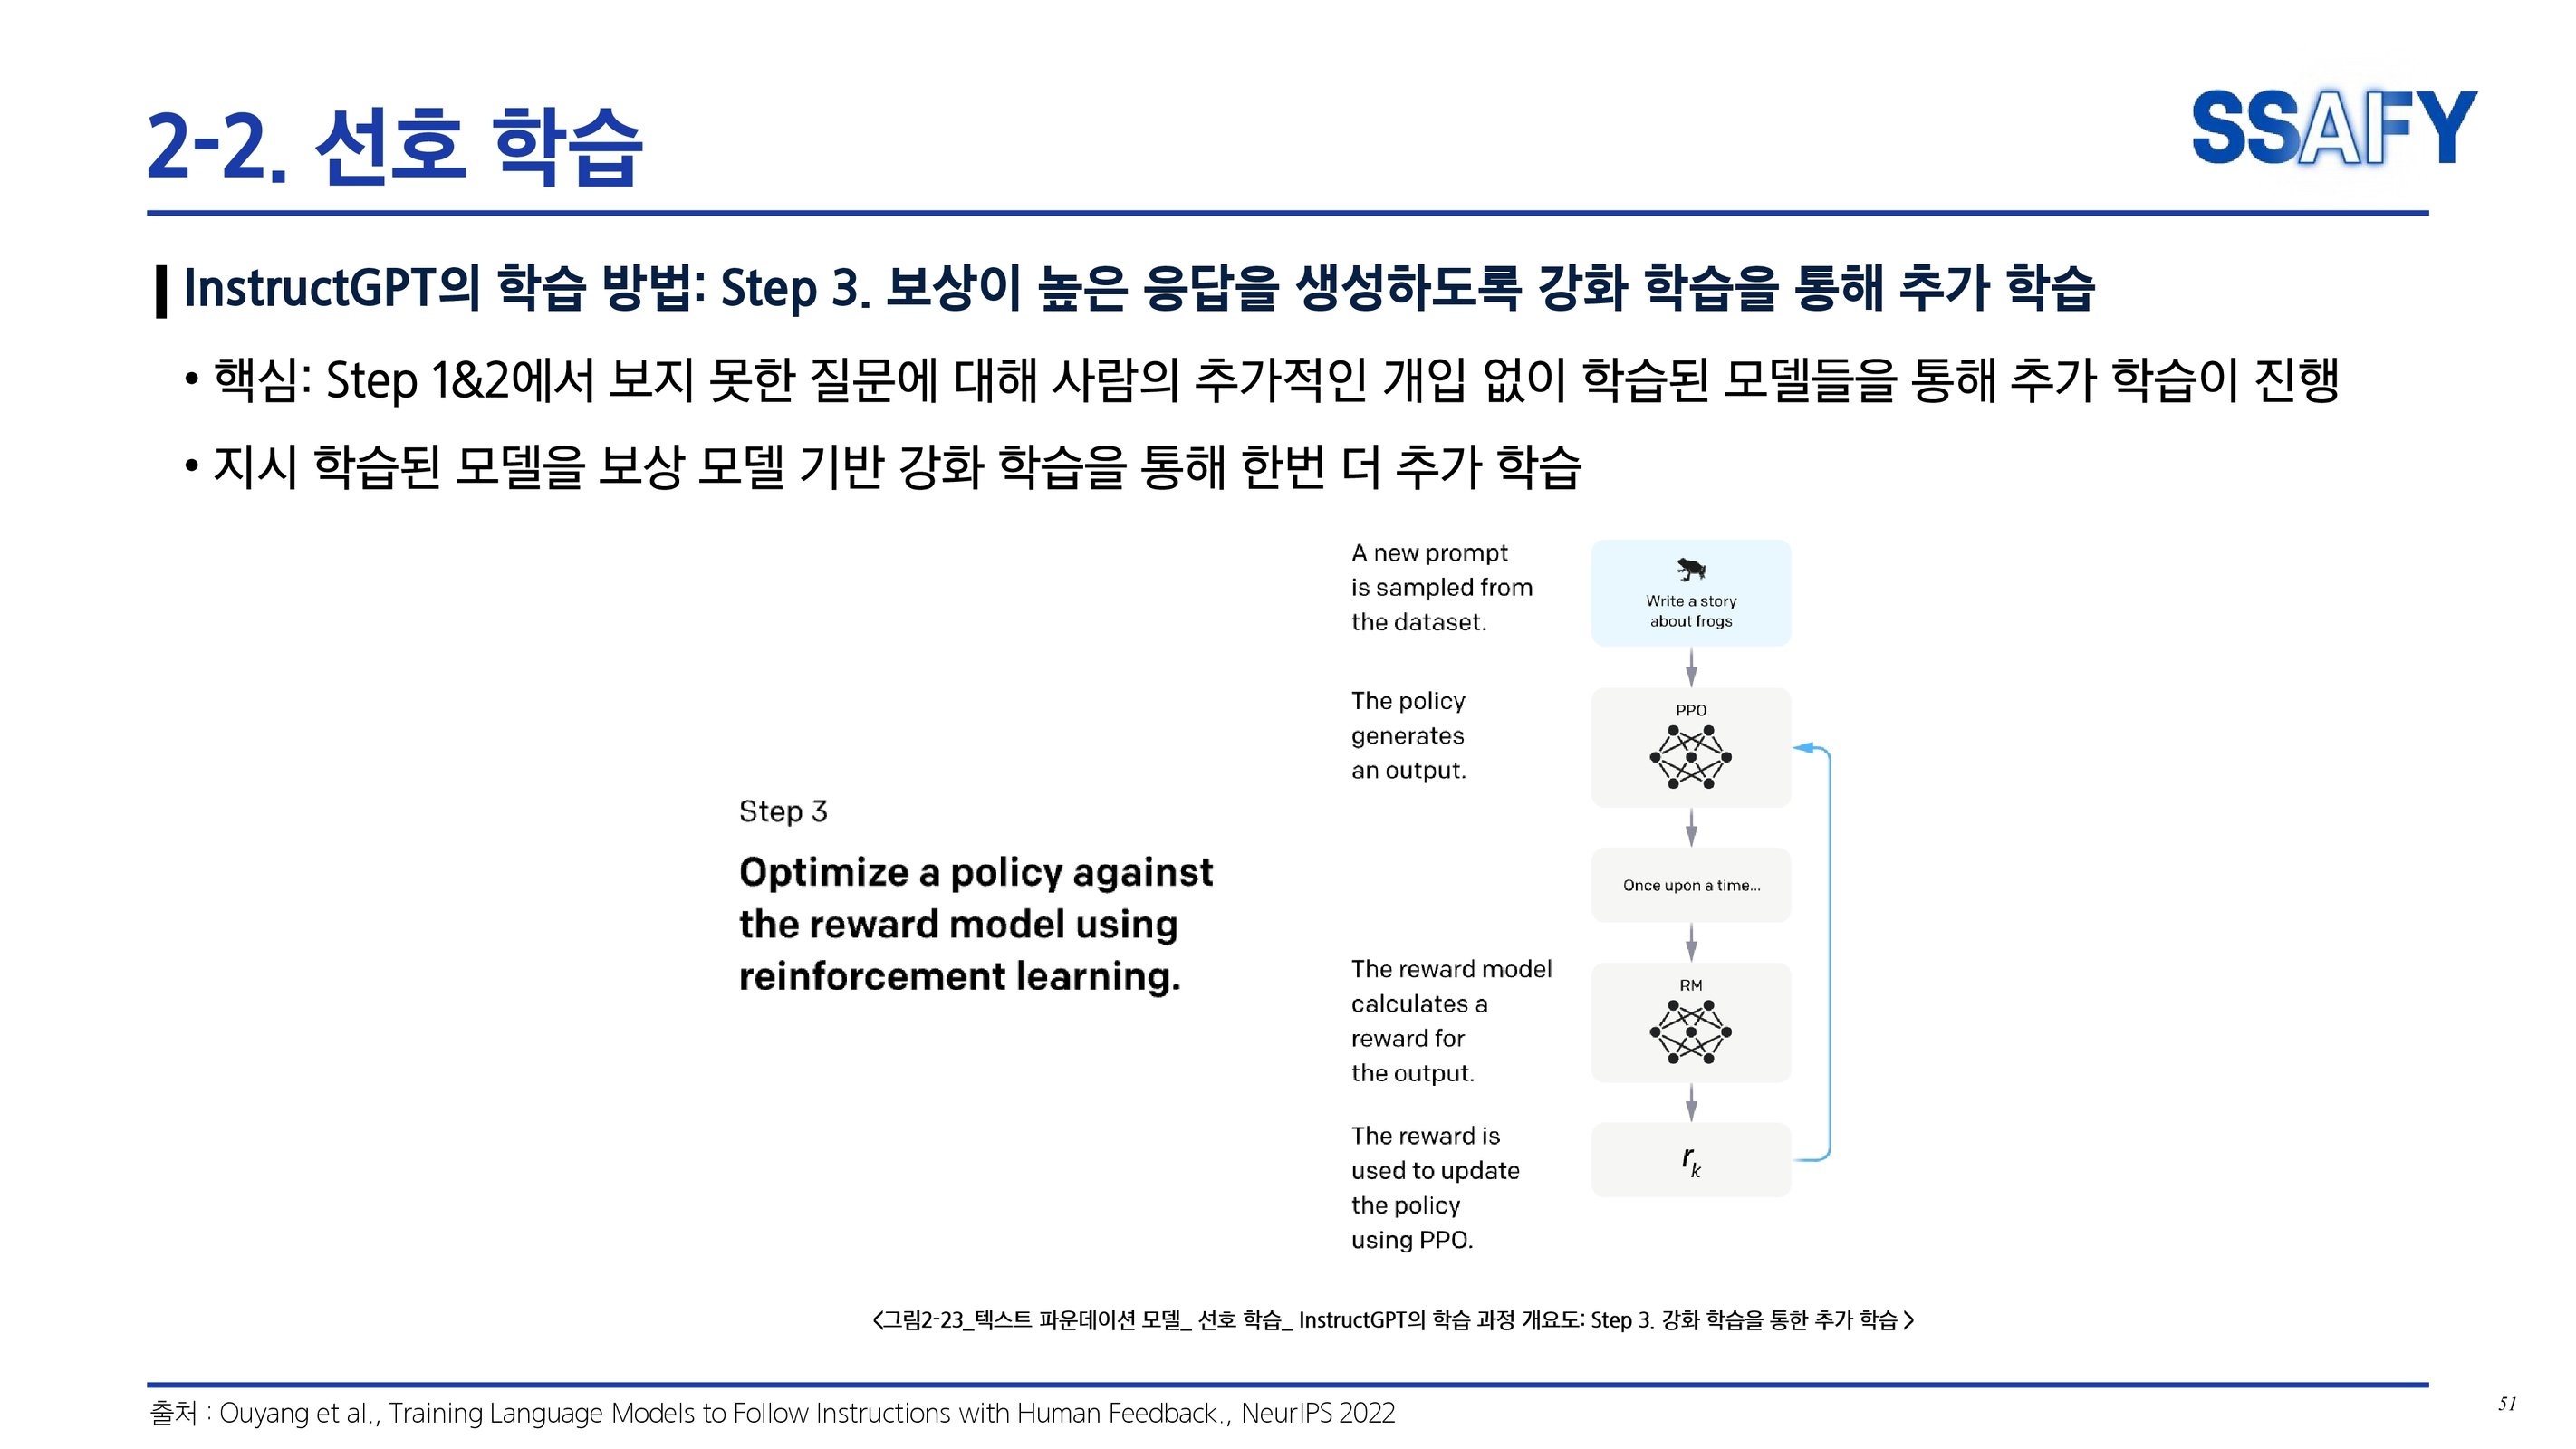 2-2. 선호 학습
SSAFY
InstructGPT의 학습 방법: Step 3. 보상이 높은 응답을 생성하도록 강화 학습을 통해 추가 학습
• 핵심: Step 1&2에서 보지 못한 질문에 대해 사람의 추가적인 개입 없이 학습된 모델들을 통해 추가 학습이 진행
• 지시 학습된 모델을 보상 모델 기반 강화 학습을 통해 한번 더 추가 학습
Step 3
Optimize a policy against
the reward model using
reinforcement learning.
A new prompt
is sampled from
the dataset.
Write a story
about frogs
The policy
generates
an output.
PPO
Once upon a time...
The reward model
calculates a
reward for
the output.
RM
The reward is
used to update
the policy
using PPO.
rk
<그림2-23_텍스트 파운데이션 모델_ 선호 학습_ InstructGPT의 학습 과정 개요도: Step 3. 강화 학습을 통한 추가 학습 >
출처 : Ouyang et al., Training Language Models to Follow Instructions with Human Feedback., NeurIPS 2022
51